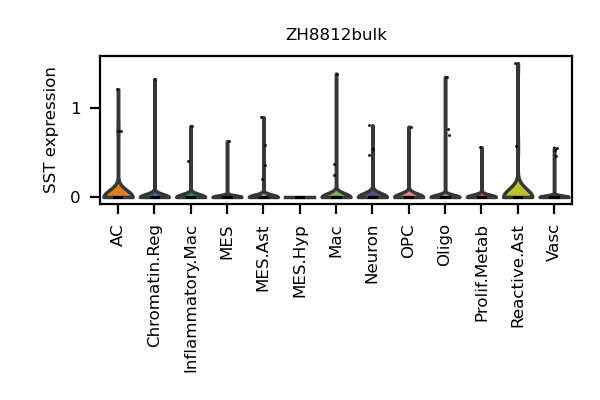 ZH8812bulk
SST expression
1
0
AC
Chromatin.Reg
Inflammatory.Mac
MES
MES.Ast
MES.Hyp
Mac
Neuron
OPC
Oligo
Prolif.Metab
Reactive.Ast
Vasc